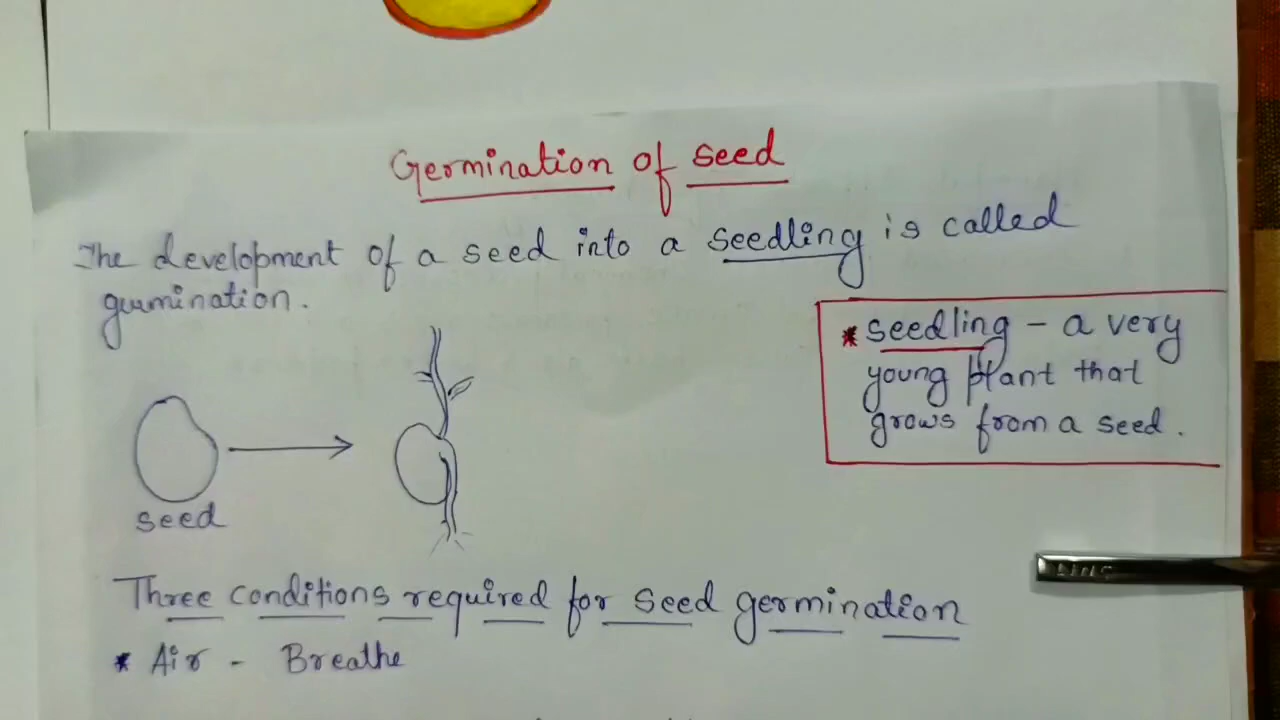 Germination of seed
The development of a seed into a seedling is called
germination.
* seedling - a very
young plant that
grows from a seed.
seed
Three conditions required for seed germination
* Air - Breathe